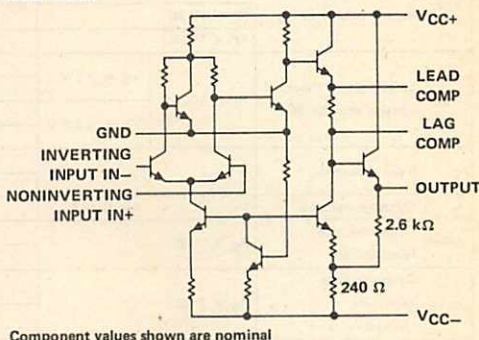 VCC+
LEAD
COMP
LAG
COMP
GND
INVERTING
INPUT IN−
NONINVERTING
INPUT IN+
OUTPUT
2.6 kΩ
240 Ω
VCC−
Component values shown are nominal